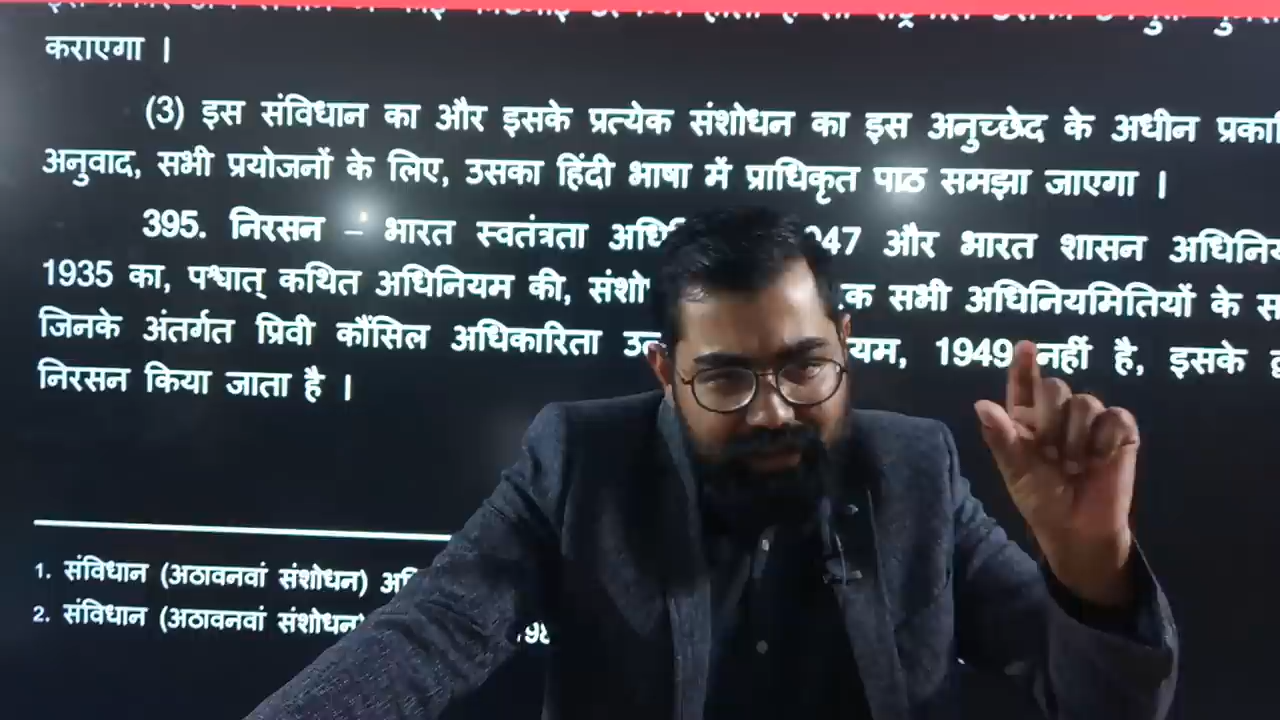 कराएगा ।
(3) इस संविधान का और इसके प्रत्येक संशोधन का इस अनुच्छेद के अधीन
अनुवाद, सभी प्रयोजनों के लिए, उसका हिंदी भाषा में प्राधिकृत पाठ समझा जाएगा ।
395. निरसन – भारत स्वतंत्रता और भारत शासन
1935 का, पश्चात् कथित अधिनियम की, सभी अधिनियमितियों के
जिनके अंतर्गत प्रिवी कौंसिल अधिकारिता 1949 नहीं है, इसके
निरसन किया जाता है ।
1. संविधान (अठावनवां संशोधन)
2. संविधान (अठावनवां संशोधन)